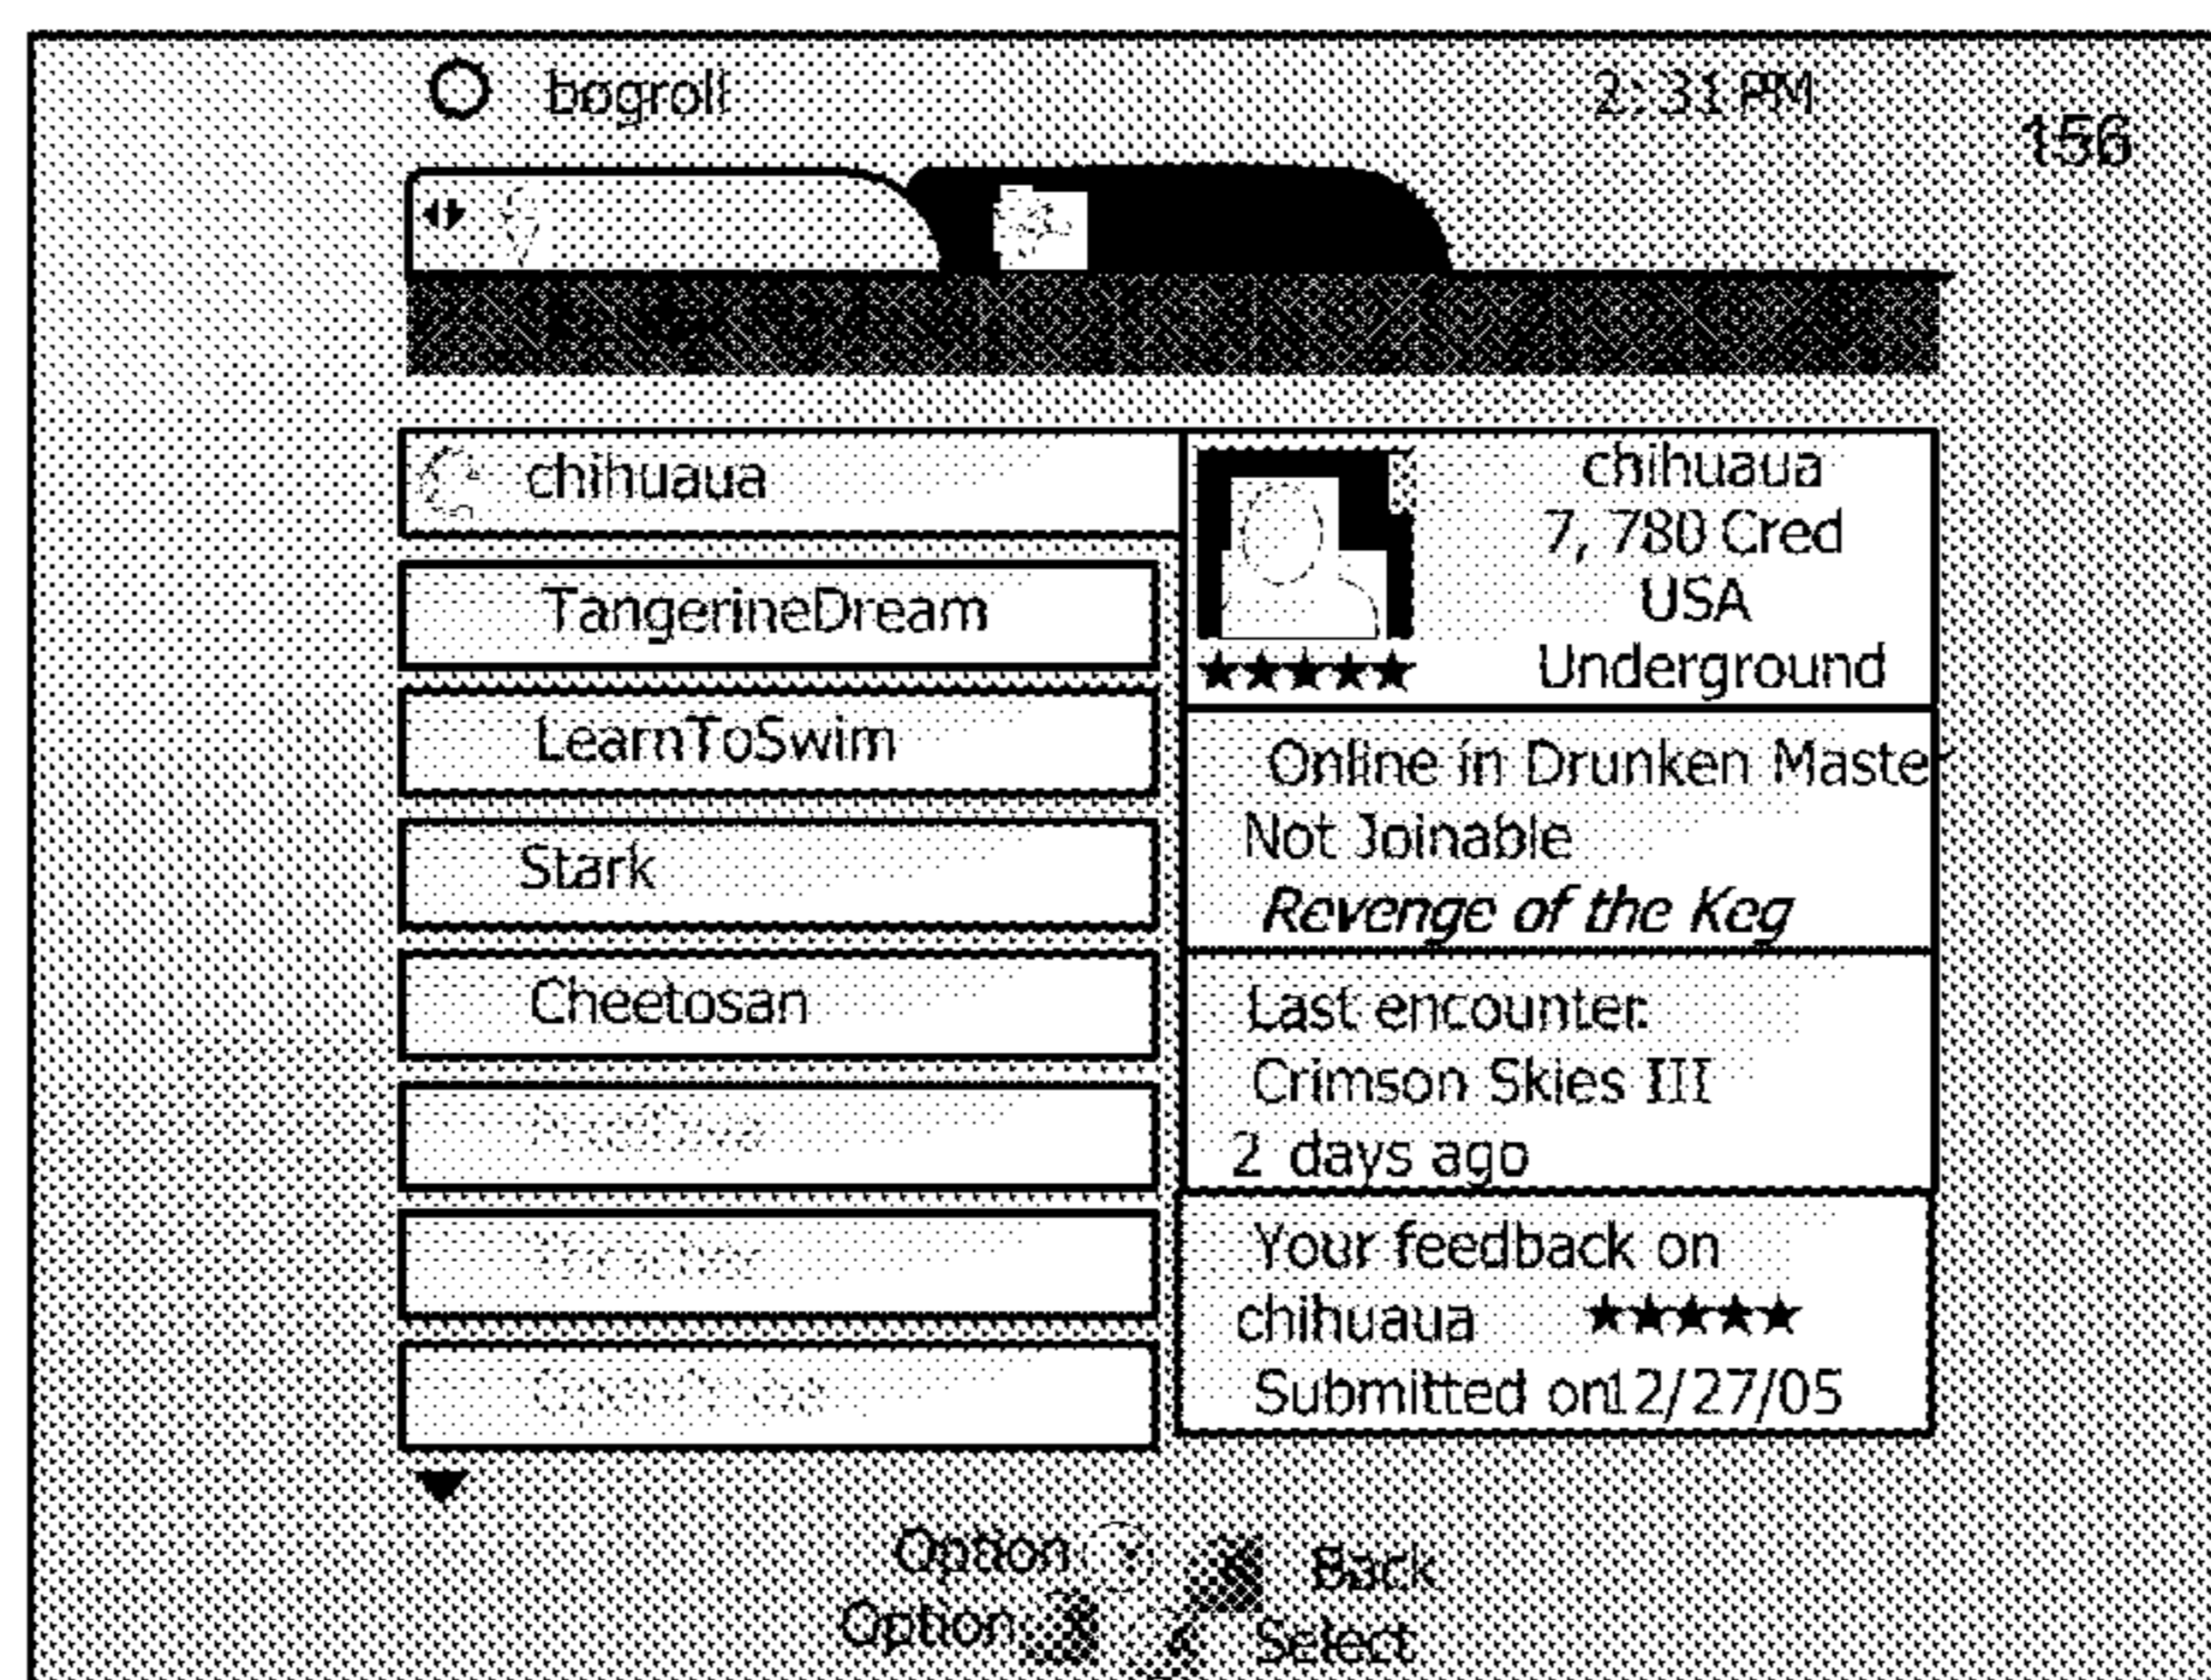 bogroll
2:31 PM
156
chihuaua
TangerineDream
LearnToSwim
Stark
Cheetosan
chihuaua
7, 780 Cred
USA
Underground
★★★★★
Online in Drunken Master
Not Joinable
Revenge of the Keg
Last encounter:
Crimson Skies III
2 days ago
Your feedback on
chihuaua ★★★★★
Submitted on 12/27/05
Option
Back
Option
Select